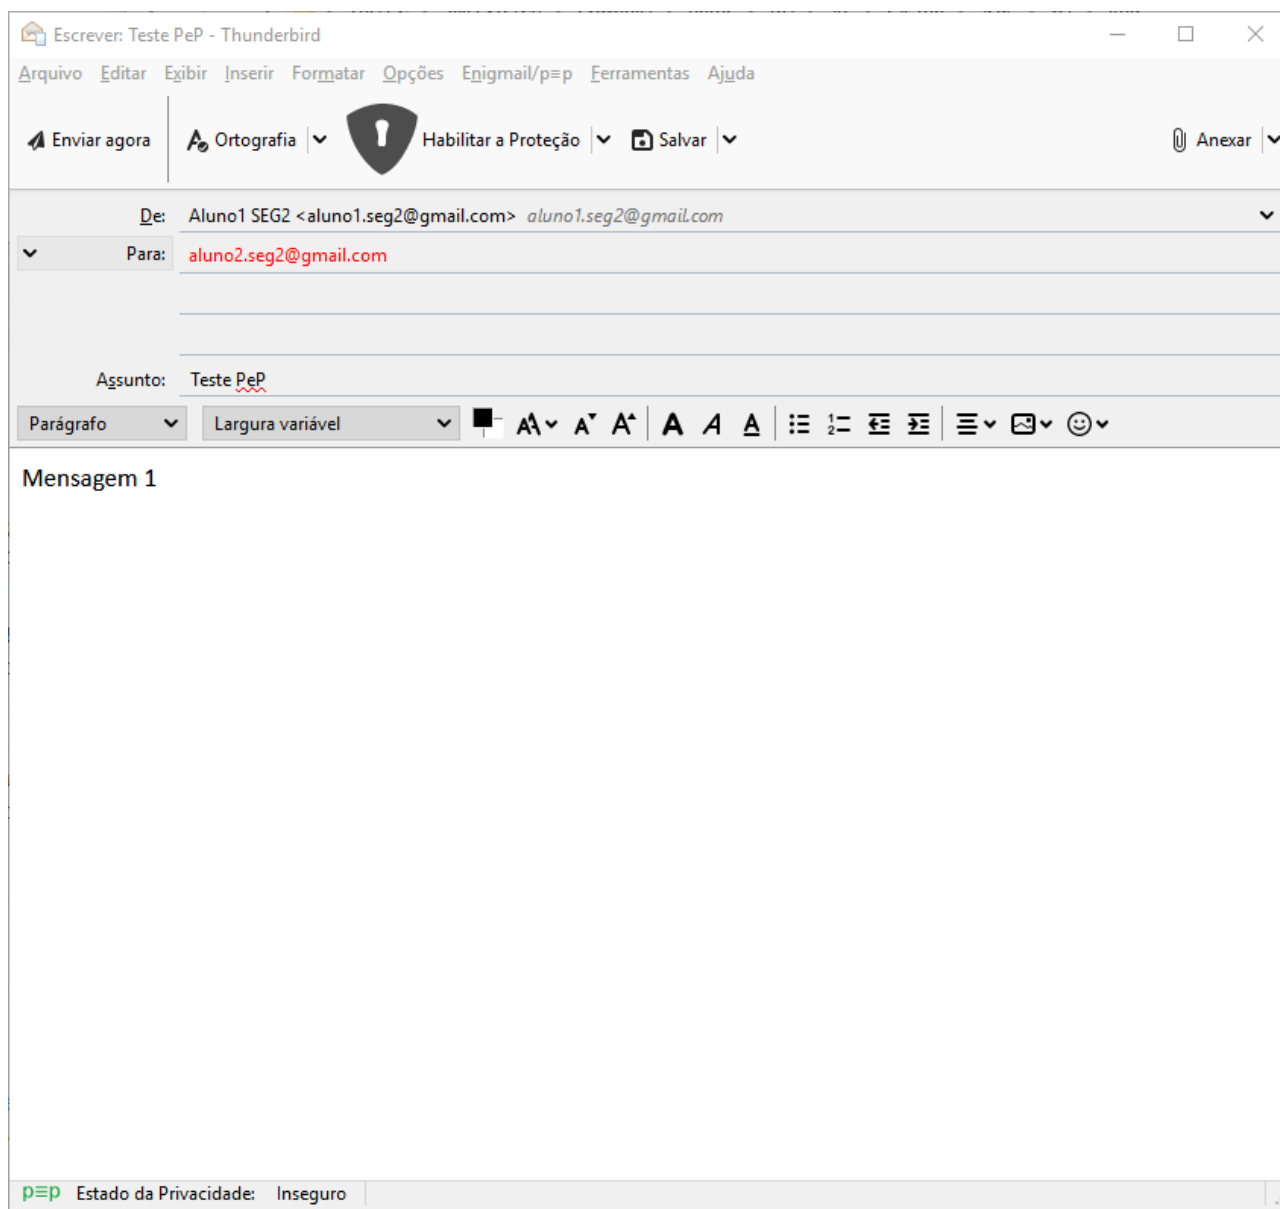 Escrever: Teste PeP - Thunderbird
Arquivo Editar Exibir Inserir Formatar Opções Enigmail/p≡p Ferramentas Ajuda
Enviar agora Ortografia Habilitar a Proteção Salvar Anexar
De: Aluno1 SEG2 <aluno1.seg2@gmail.com> aluno1.seg2@gmail.com
Para: aluno2.seg2@gmail.com
Assunto: Teste PeP
Parágrafo Largura variável
Mensagem 1
p≡p Estado da Privacidade: Inseguro